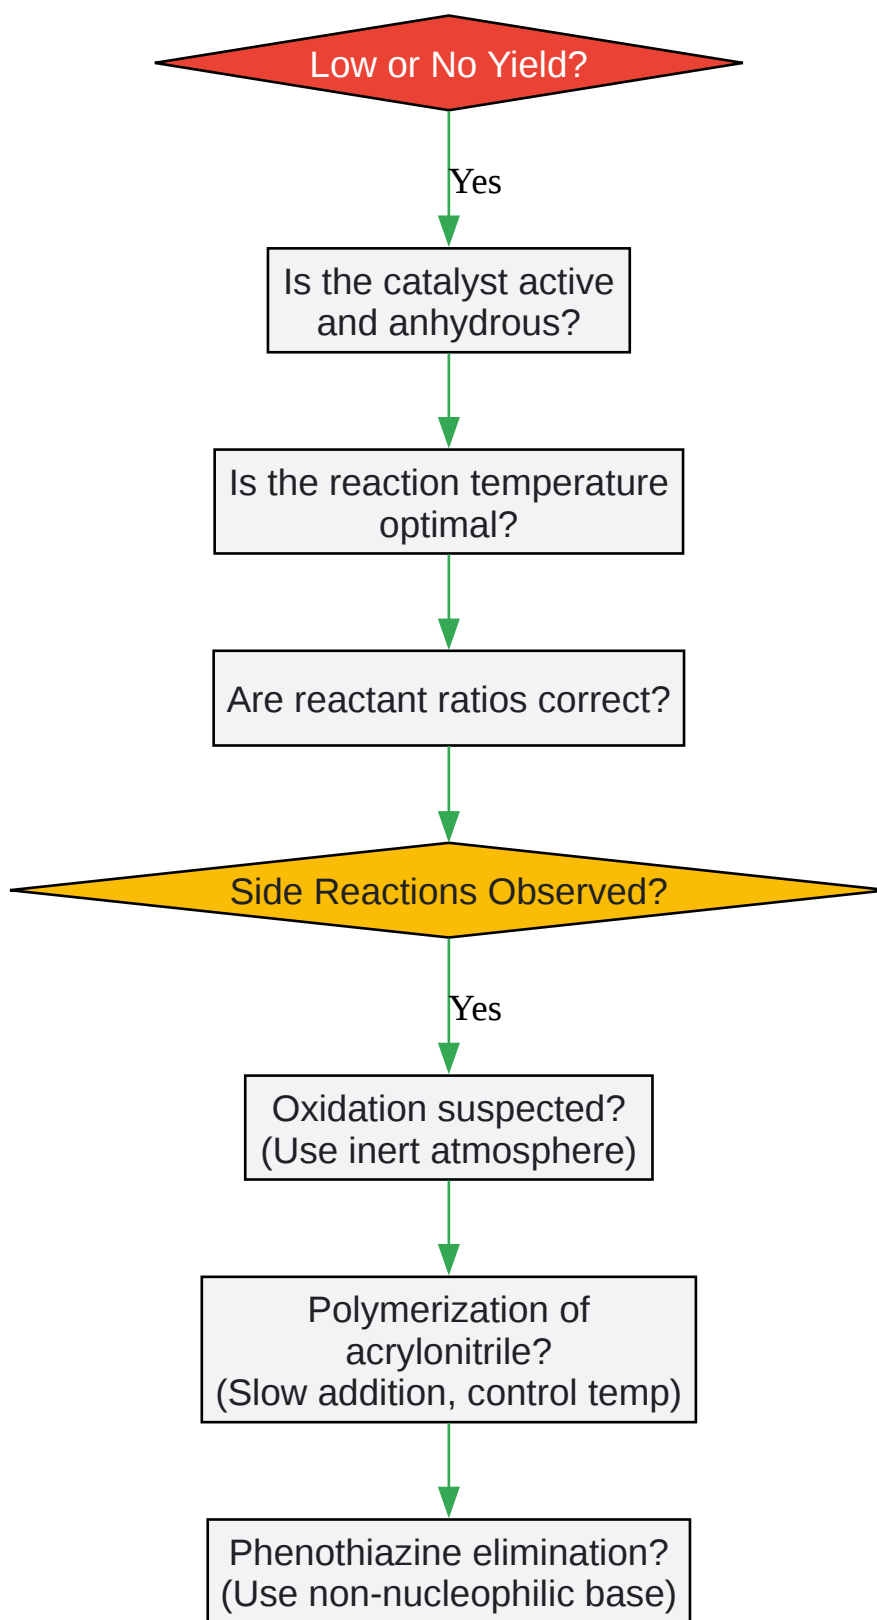 Low or No Yield?
Yes
Is the catalyst active
and anhydrous?
Is the reaction temperature
optimal?
Are reactant ratios correct?
Side Reactions Observed?
Yes
Oxidation suspected?
(Use inert atmosphere)
Polymerization of
acrylonitrile?
(Slow addition, control temp)
Phenothiazine elimination?
(Use non-nucleophilic base)